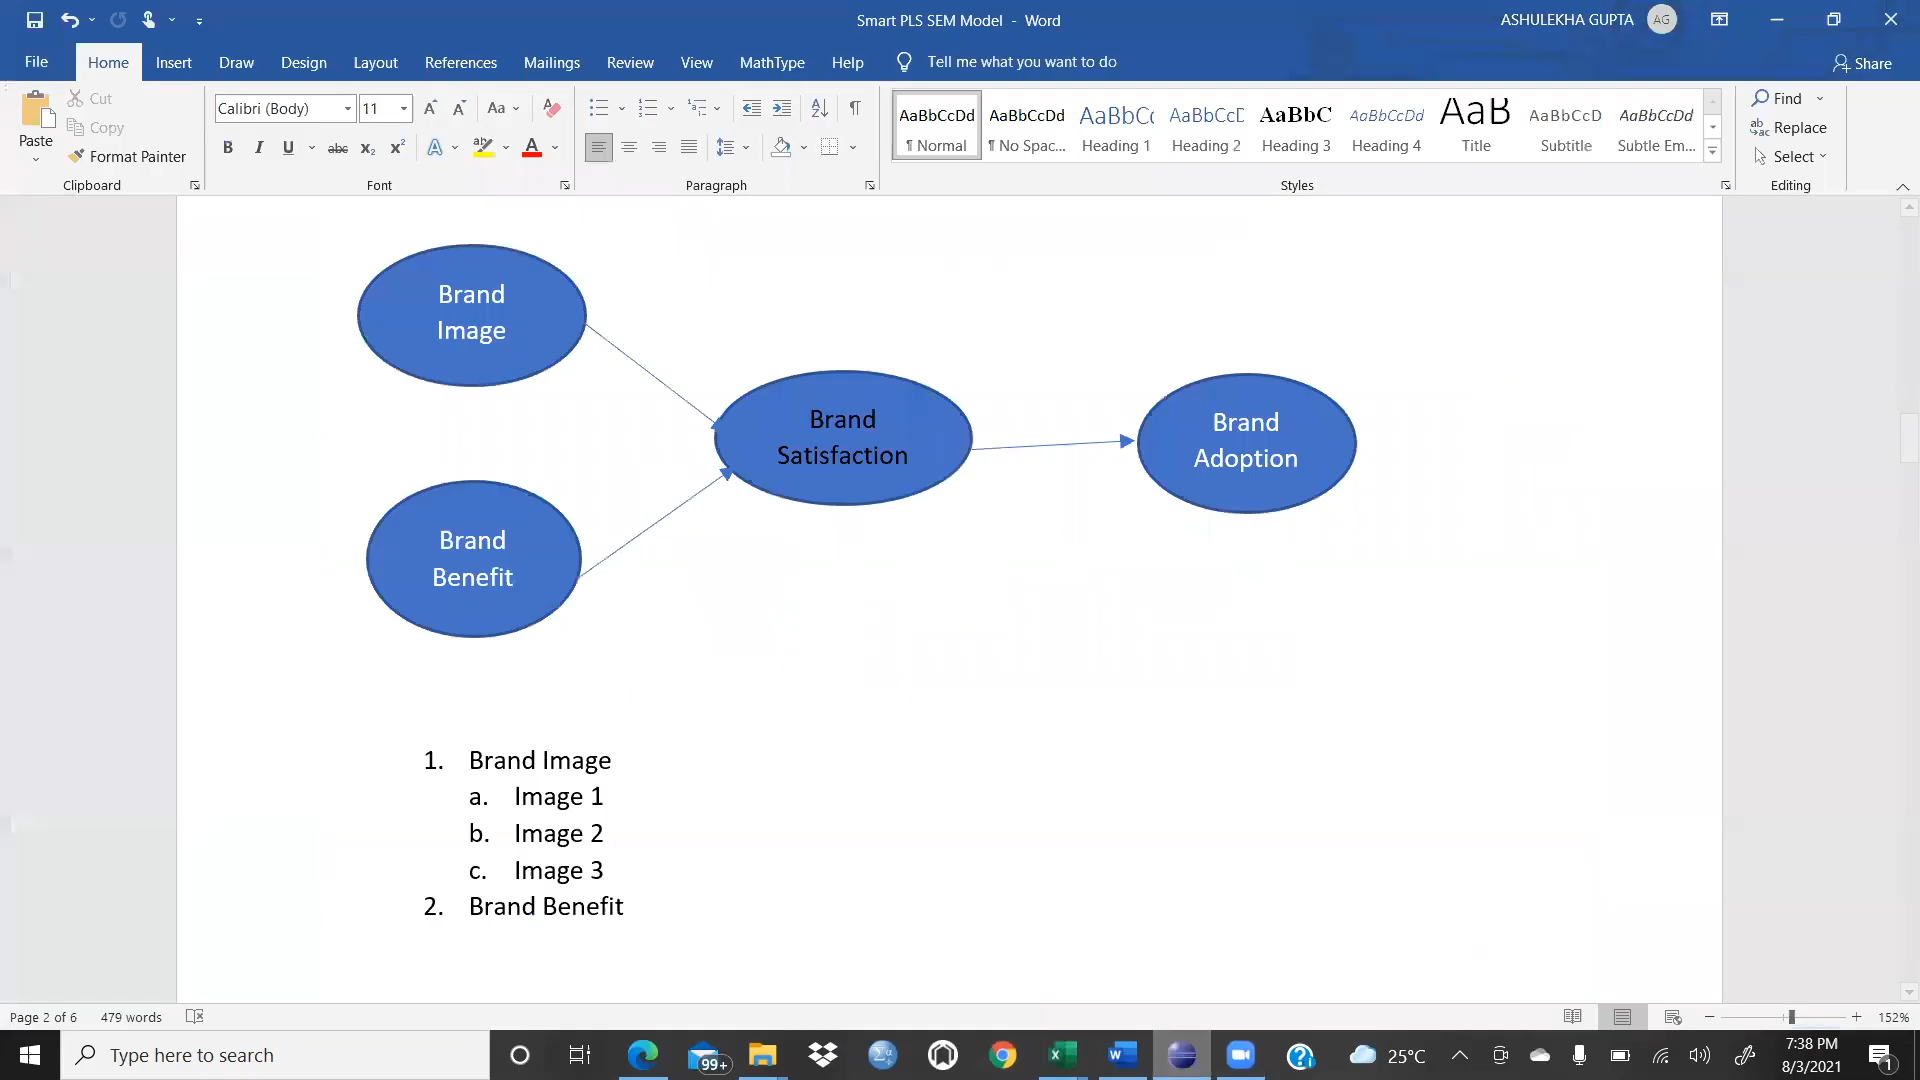 Smart PLS SEM Model - Word
ASHULEKHA GUPTA
AG
File Home Insert Draw Design Layout References Mailings Review View MathType Help Tell me what you want to do
Share
Paste
Cut
Copy
Format Painter
Clipboard
Calibri (Body) 11
Font
Paragraph
AaBbCcDd AaBbCcDd AaBbCc AaBbCcD AaBbC AaBbCcDd AaB AaBbCcD AaBbCcDd
¶ Normal ¶ No Spac... Heading 1 Heading 2 Heading 3 Heading 4 Title Subtitle Subtle Em...
Styles
Find
Replace
Select
Editing
Brand
Image
Brand
Satisfaction
Brand
Adoption
Brand
Benefit
1. Brand Image
a. Image 1
b. Image 2
c. Image 3
2. Brand Benefit
Page 2 of 6 479 words
152%
Type here to search
99+
25°C
7:38 PM
8/3/2021
1